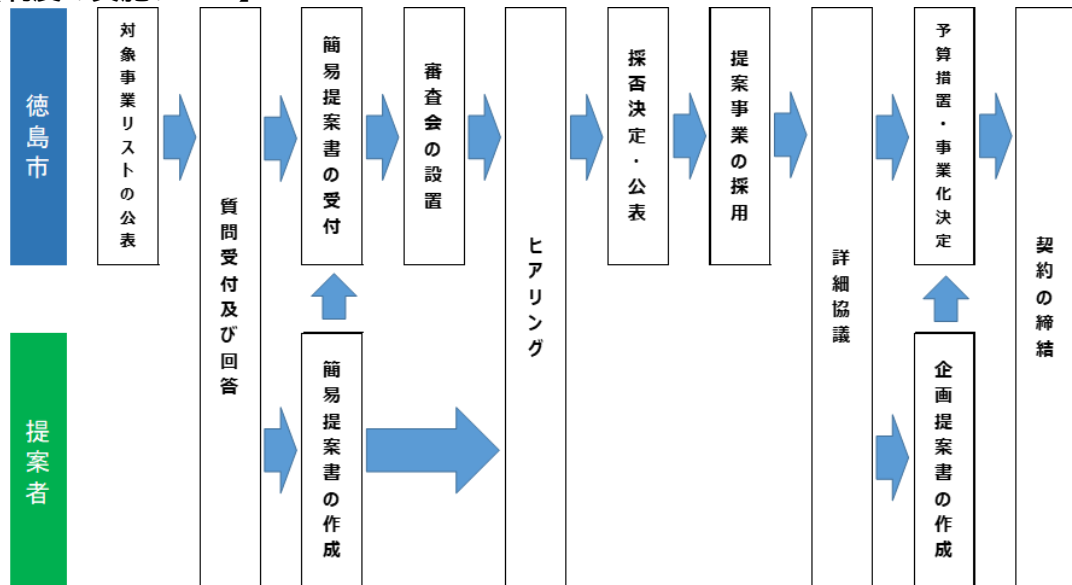 徳島市
対象事業リストの公表
質問受付及び回答
簡易提案書の受付
審査会の設置
ヒアリング
採否決定・公表
提案事業の採用
詳細協議
予算措置・事業化決定
契約の締結
提案者
簡易提案書の作成
企画提案書の作成